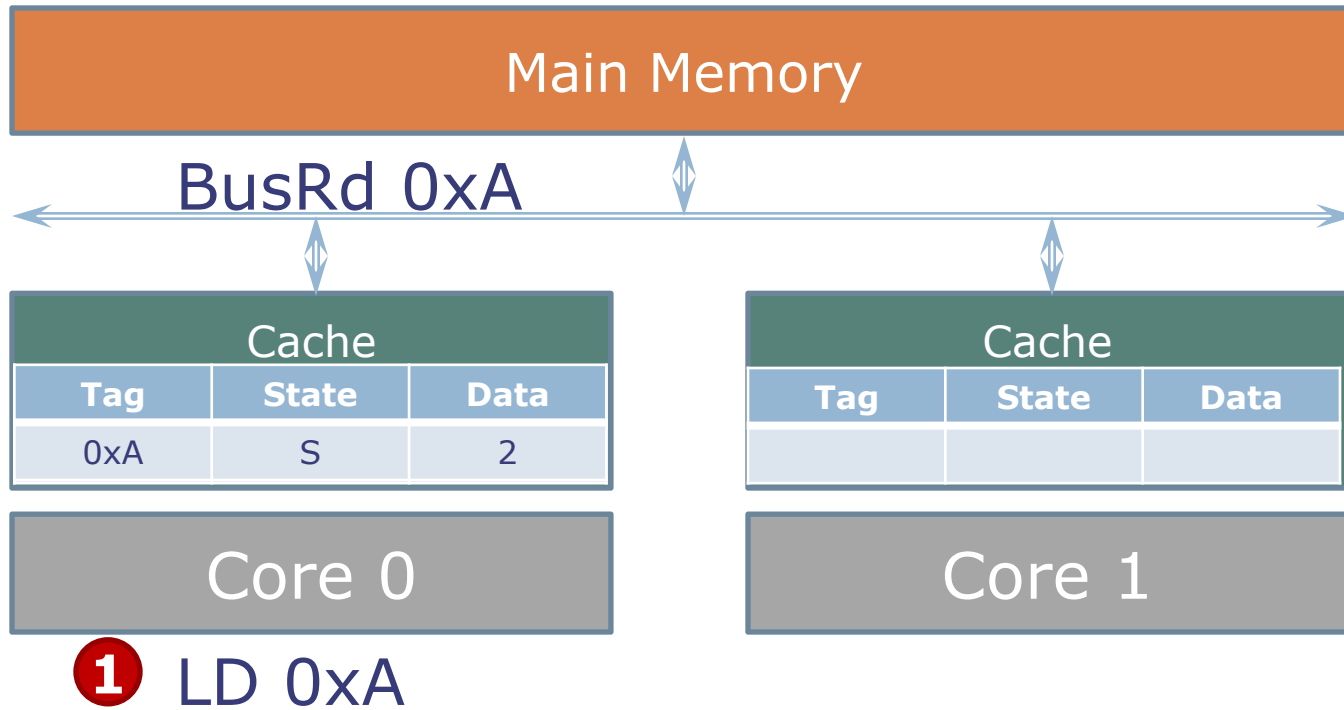 Main Memory
BusRd 0xA
Cache
Tag State Data
0xA S 2
Cache
Tag State Data
Core 0
Core 1
1 LD 0xA